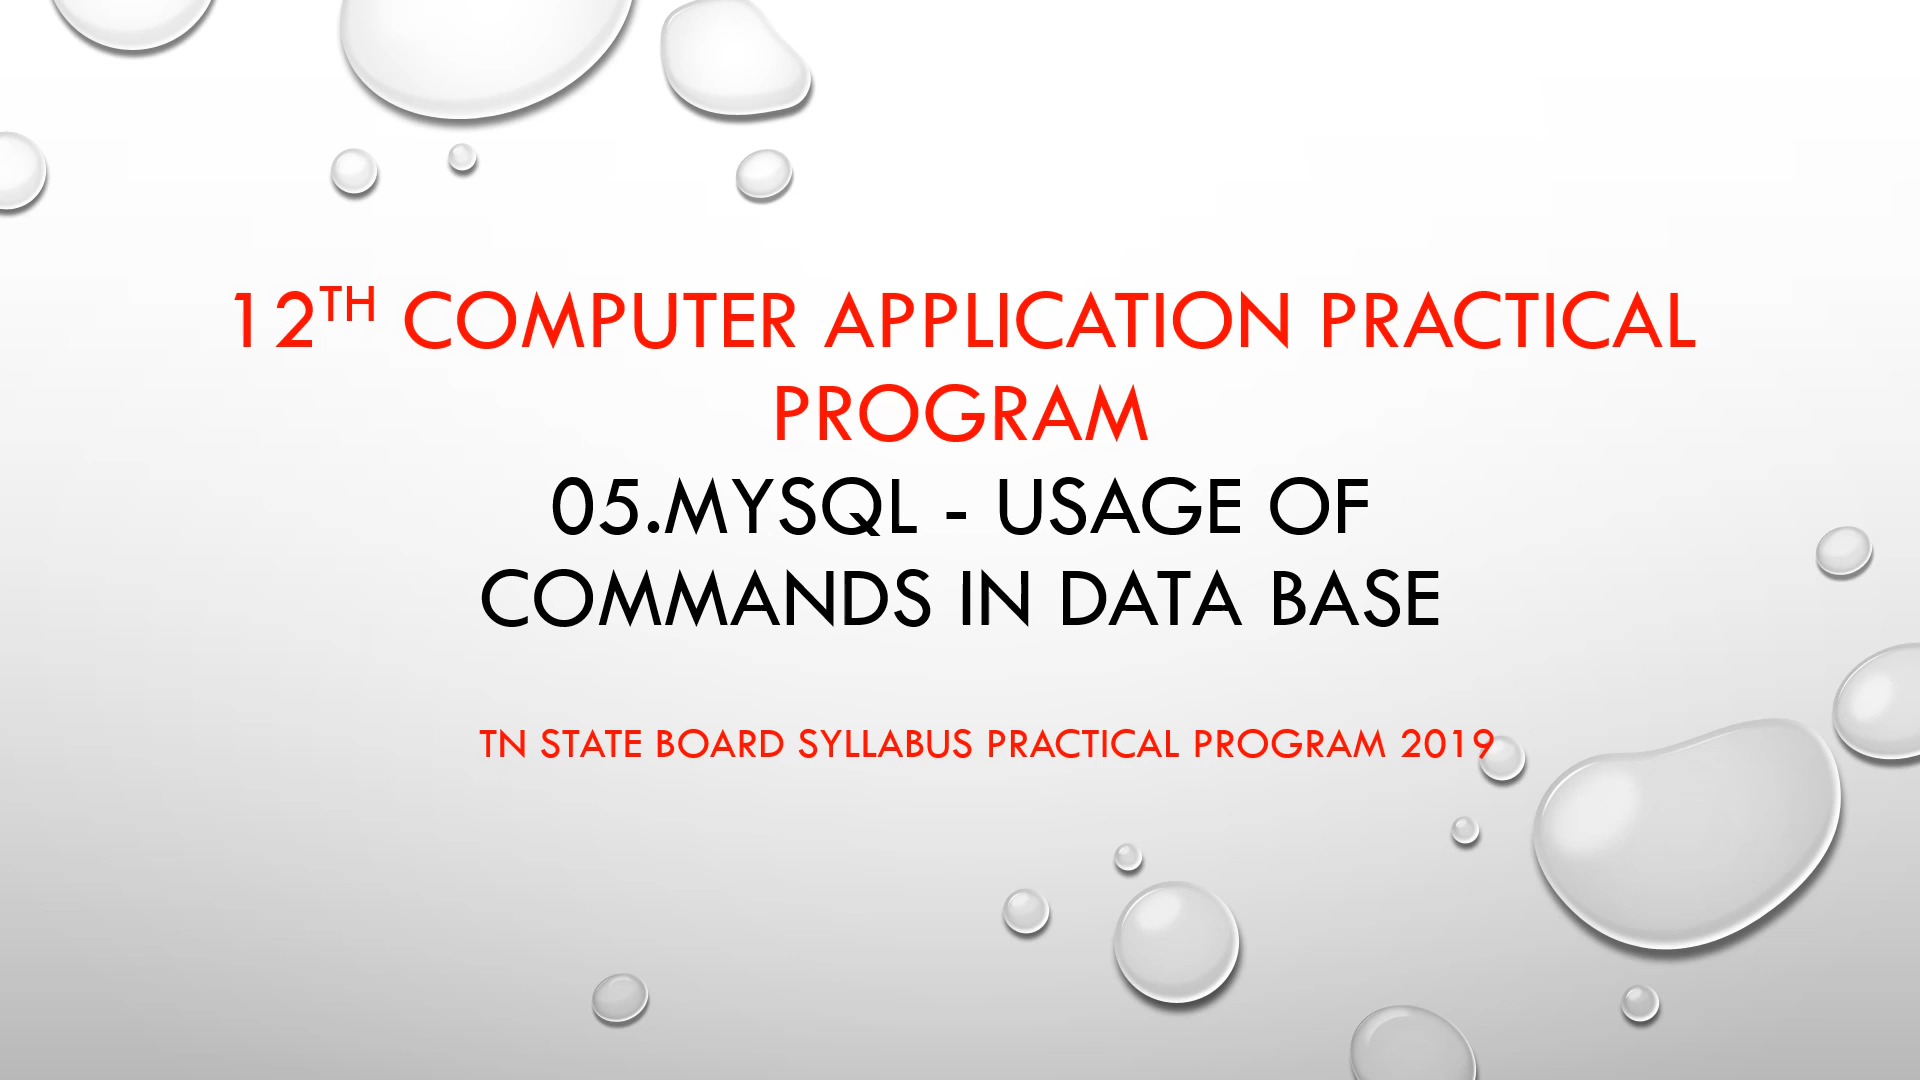 12TH COMPUTER APPLICATION PRACTICAL
PROGRAM
05.MYSQL - USAGE OF
COMMANDS IN DATA BASE
TN STATE BOARD SYLLABUS PRACTICAL PROGRAM 2019